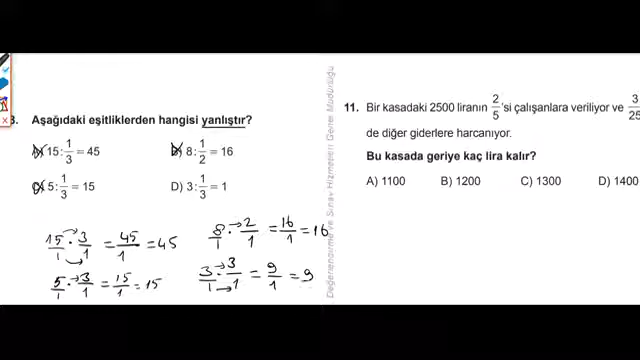 8. Aşağıdaki eşitliklerden hangisi yanlıştır?
A) 15:1/3 = 45
B) 8:1/2 = 16
C) 5:1/3 = 15
D) 3:1/3 = 1
15/1 · 3/1 = 45/1 = 45
8/1 · 2/1 = 16/1 = 16
5/1 · 3/1 = 15/1 = 15
3/1 · 3/1 = 9/1 = 9
Değerlendirme ve Sınav Hizmetleri Genel Müdürlüğü
11. Bir kasadaki 2500 liranın 2/5 'si çalışanlara veriliyor ve 3/25
de diğer giderlere harcanıyor.
Bu kasada geriye kaç lira kalır?
A) 1100 B) 1200 C) 1300 D) 1400